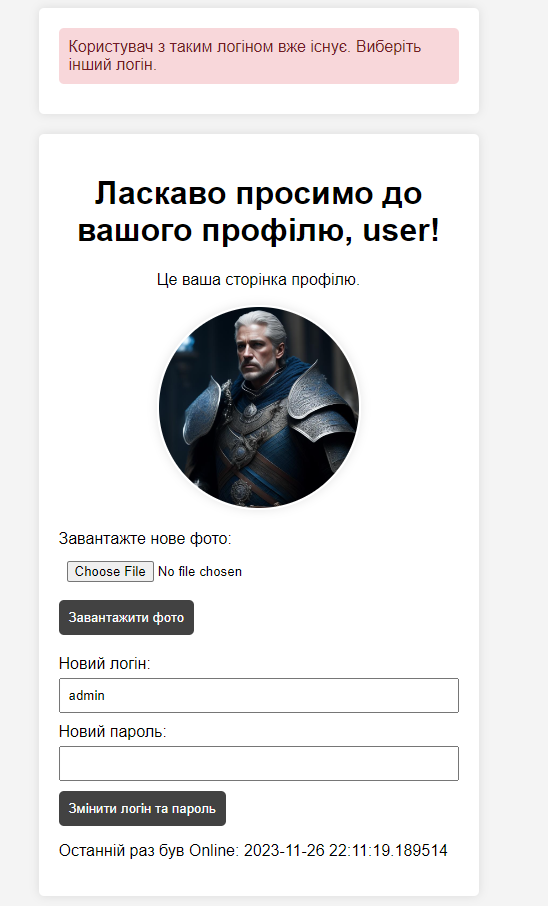 Користувач з таким логіном вже існує. Виберіть
інший логін.
Ласкаво просимо до
вашого профілю, user!
Це ваша сторінка профілю.
Завантажте нове фото:
Choose File No file chosen
Завантажити фото
Новий логін:
admin
Новий пароль:
Змінити логін та пароль
Останній раз був Online: 2023-11-26 22:11:19.189514